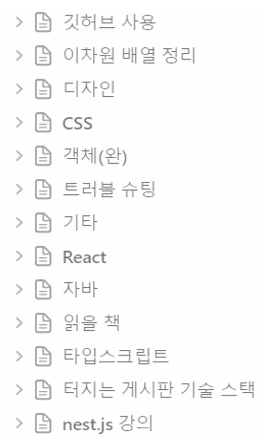 깃허브 사용
이차원 배열 정리
디자인
CSS
객체(완)
트러블 슈팅
기타
React
자바
읽을 책
타입스크립트
터지는 게시판 기술 스택
nest.js 강의